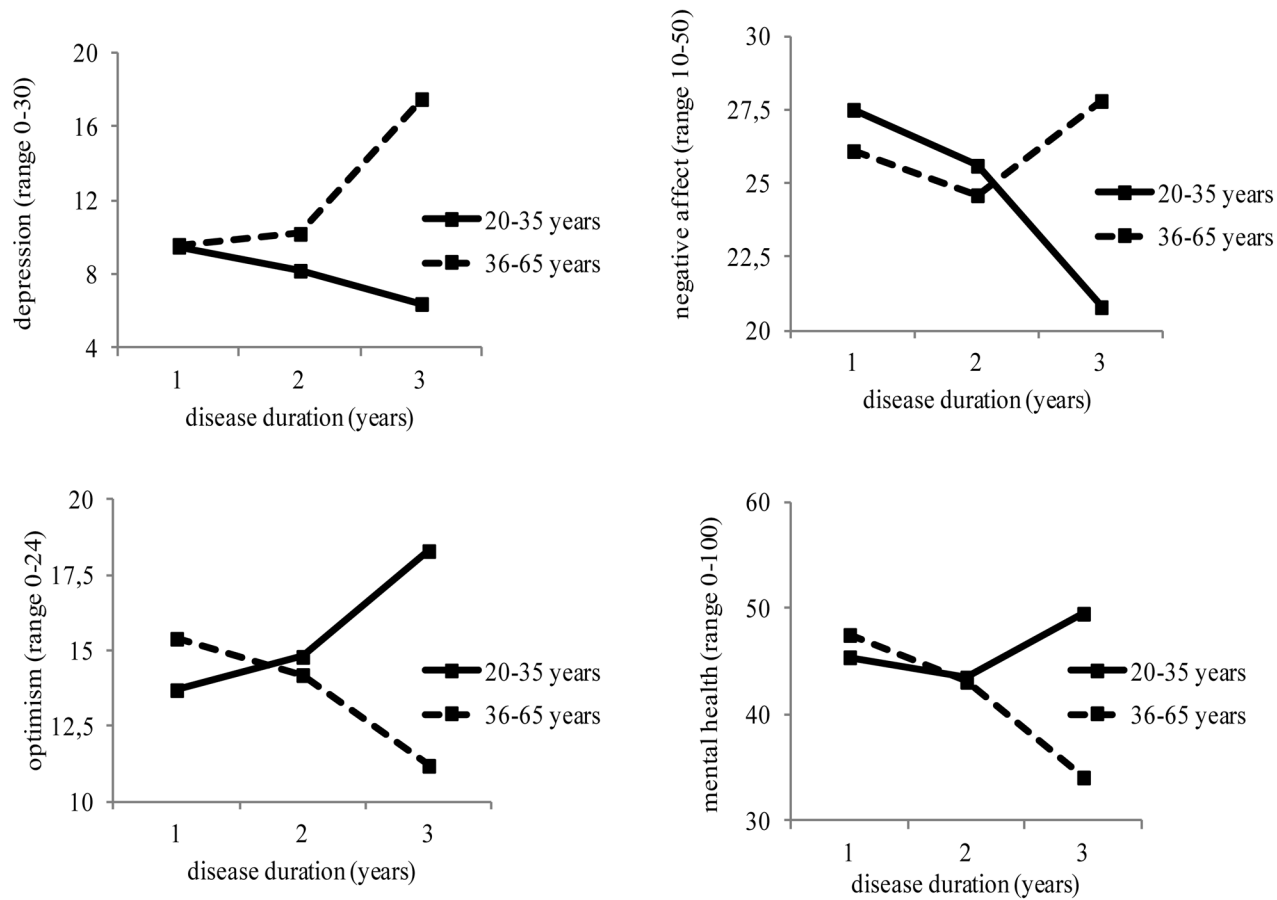 depression (range 0-30)
20
16
12
8
4
1 2 3
disease duration (years)
20-35 years
36-65 years
negative affect (range 10-50)
30
27,5
25
22,5
20
1 2 3
disease duration (years)
20-35 years
36-65 years
optimism (range 0-24)
20
17,5
15
12,5
10
1 2 3
disease duration (years)
20-35 years
36-65 years
mental health (range 0-100)
60
50
40
30
1 2 3
disease duration (years)
20-35 years
36-65 years